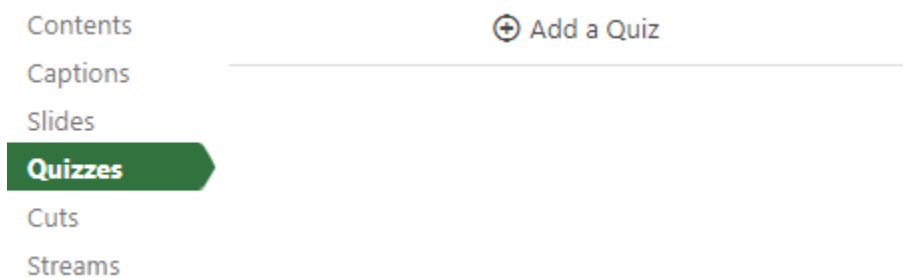 Contents
Add a Quiz
Captions
Slides
Quizzes
Cuts
Streams